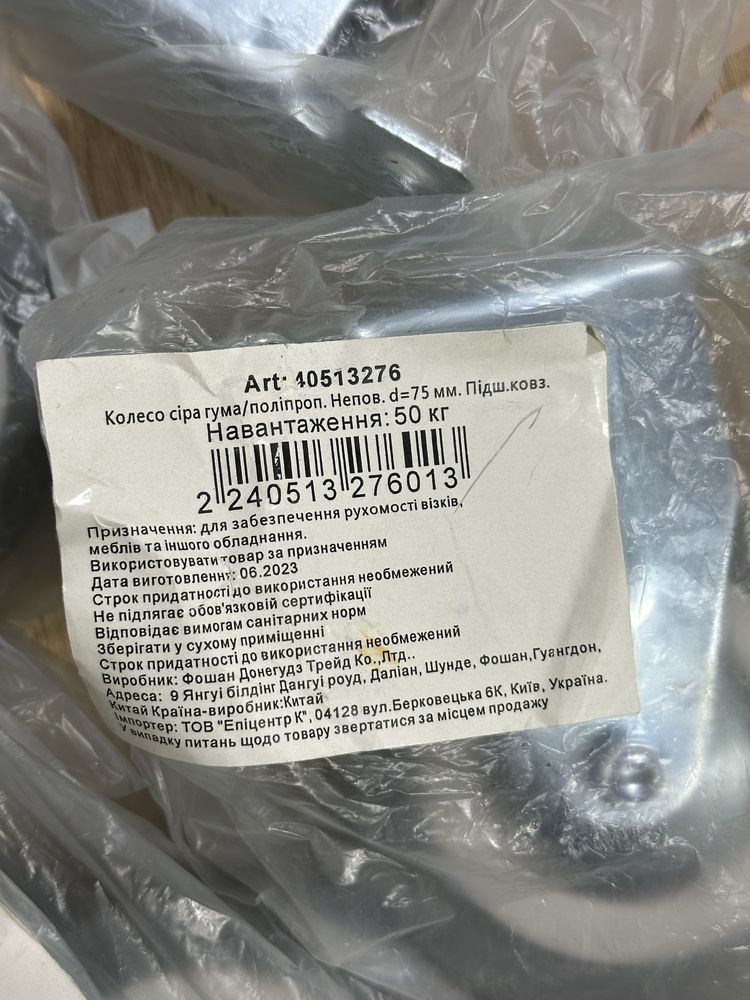 Art: 40513276
Колесо сіра гума/поліпроп. Непов. d=75 мм. Підш.ковз.
Навантаження: 50 кг
2 240513 276013
Призначення: для забезпечення рухомості візків,
меблів та іншого обладнання.
Використовувати товар за призначенням
Дата виготовлення: 06.2023
Строк придатності до використання необмежений
Не підлягає обов'язковій сертифікації
Відповідає вимогам санітарних норм
Зберігати у сухому приміщенні
Строк придатності до використання необмежений
Виробник: Фошан Донегудз Трейд Ко.,Лтд..
Адреса: 9 Янгуі білдінг Дангуі роуд, Даліан, Шунде, Фошан,Гуангдон,
Китай Країна-виробник:Китай
Імпортер: ТОВ "Епіцентр К", 04128 вул.Берковецька 6К, Київ, Україна.
У випадку питань щодо товару звертатися за місцем продажу